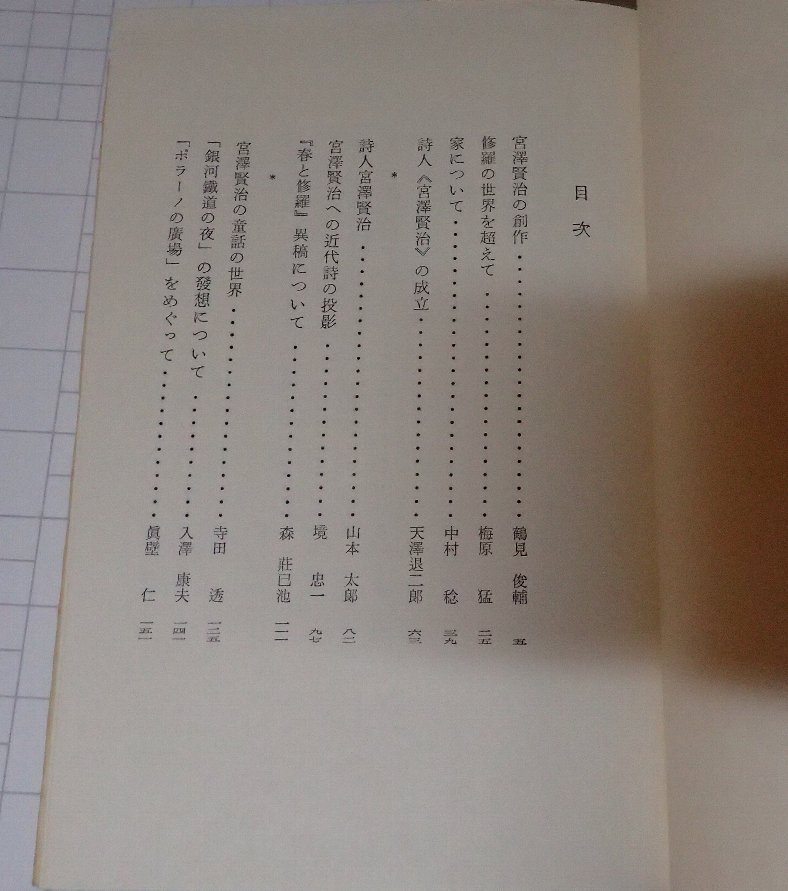 目次
宮澤賢治の創作・・・・・・・・・・・・・・・・・・・・・鶴見 俊輔 五
修羅の世界を超えて・・・・・・・・・・・・・・・・・・梅原 猛 二五
家について・・・・・・・・・・・・・・・・・・・・・・・・中村 稔 三九
詩人《宮澤賢治》の成立・・・・・・・・・・・・・・・・天澤退二郎 六三
*
詩人宮澤賢治・・・・・・・・・・・・・・・・・・・・・・山本 太郎 八二
宮澤賢治への近代詩の投影・・・・・・・・・・・・・・境 忠一 九七
『春と修羅』異稿について・・・・・・・・・・・・・・森 莊巳池 一一一
*
宮澤賢治の童話の世界・・・・・・・・・・・・・・・・・寺田 透 一二五
「銀河鐵道の夜」の發想について・・・・・・・・・・入澤 康夫 一四一
「ポラーノの廣場」をめぐって・・・・・・・・・・・・眞壁 仁 一五一